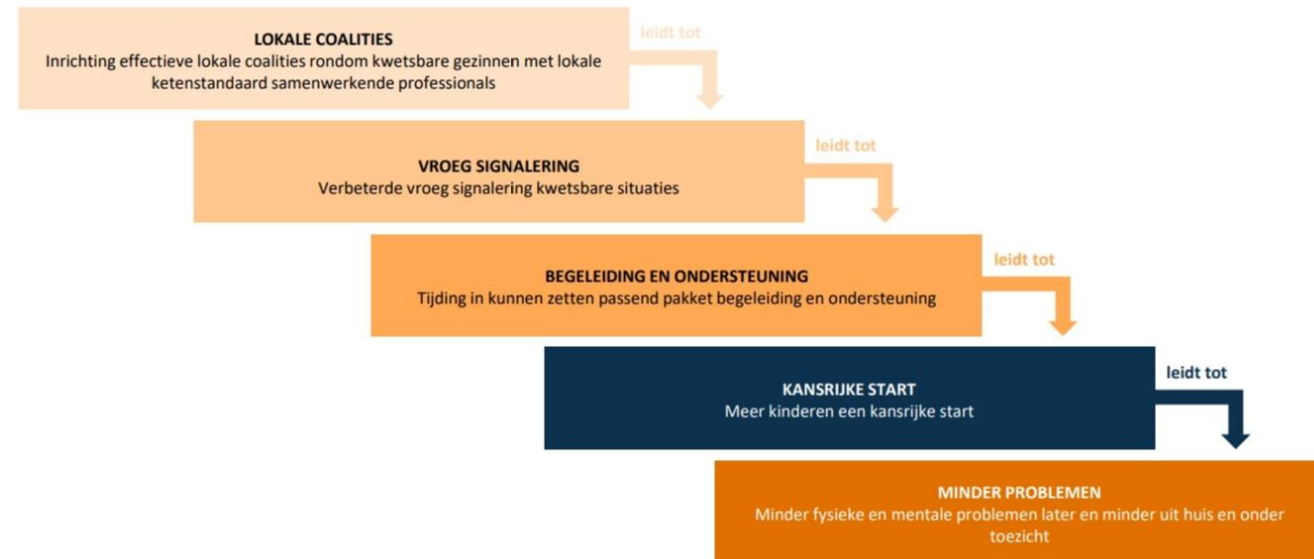 LOKALE COALITIES
Inrichting effectieve lokale coalities rondom kwetsbare gezinnen met lokale
ketenstandaard samenwerkende professionals
leidt tot
VROEG SIGNALERING
Verbeterde vroeg signalering kwetsbare situaties
leidt tot
BEGELEIDING EN ONDERSTEUNING
Tijding in kunnen zetten passend pakket begeleiding en ondersteuning
leidt tot
KANSRIJKE START
Meer kinderen een kansrijke start
leidt tot
MINDER PROBLEMEN
Minder fysieke en mentale problemen later en minder uit huis en onder
toezicht